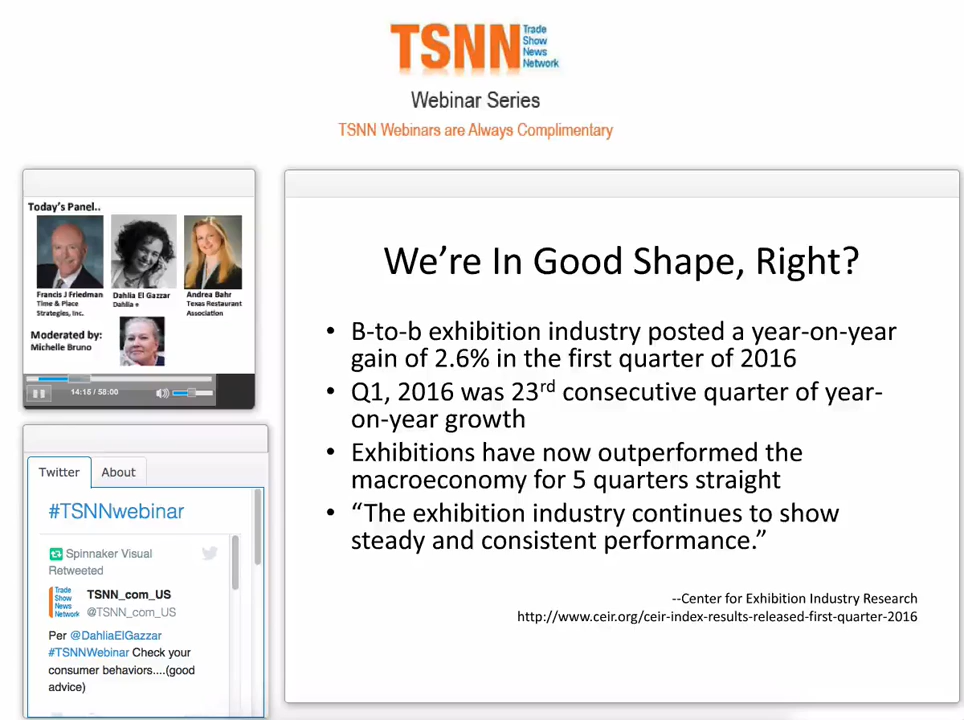 TSNN
Trade
Show
News
Network
Webinar Series
TSNN Webinars are Always Complimentary
Today's Panel..
Francis J Friedman
Time & Place
Strategies, Inc.
Dahlia El Gazzar
Dahlia +
Andrea Bahr
Texas Restaurant
Association
Moderated by:
Michelle Bruno
14:15 / 58:00
Twitter
About
#TSNNwebinar
Spinnaker Visual
Retweeted
Trade
Show
News
Network
TSNN_com_US
@TSNN_com_US
Per @DahliaElGazzar
#TSNNWebinar Check your
consumer behaviors....(good
advice)
We're In Good Shape, Right?
• B-to-b exhibition industry posted a year-on-year
gain of 2.6% in the first quarter of 2016
• Q1, 2016 was 23rd consecutive quarter of year-
on-year growth
• Exhibitions have now outperformed the
macroeconomy for 5 quarters straight
• “The exhibition industry continues to show
steady and consistent performance.”
--Center for Exhibition Industry Research
http://www.ceir.org/ceir-index-results-released-first-quarter-2016